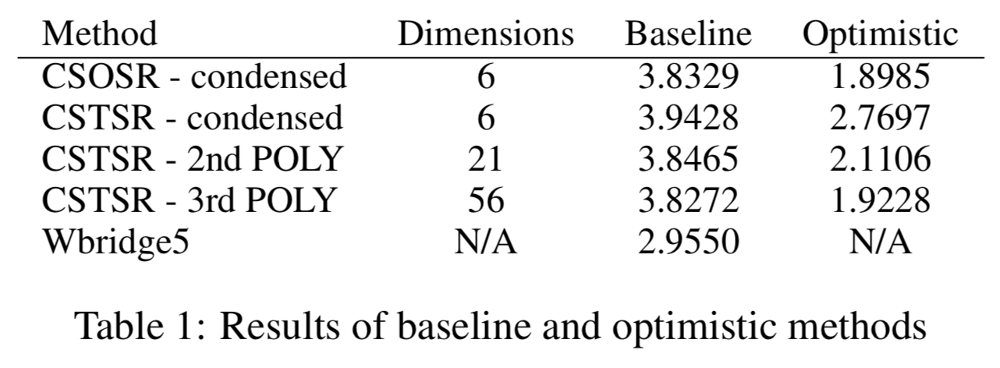 Method Dimensions Baseline Optimistic
CSOSR - condensed 6 3.8329 1.8985
CSTSR - condensed 6 3.9428 2.7697
CSTSR - 2nd POLY 21 3.8465 2.1106
CSTSR - 3rd POLY 56 3.8272 1.9228
Wbridge5 N/A 2.9550 N/A
Table 1: Results of baseline and optimistic methods